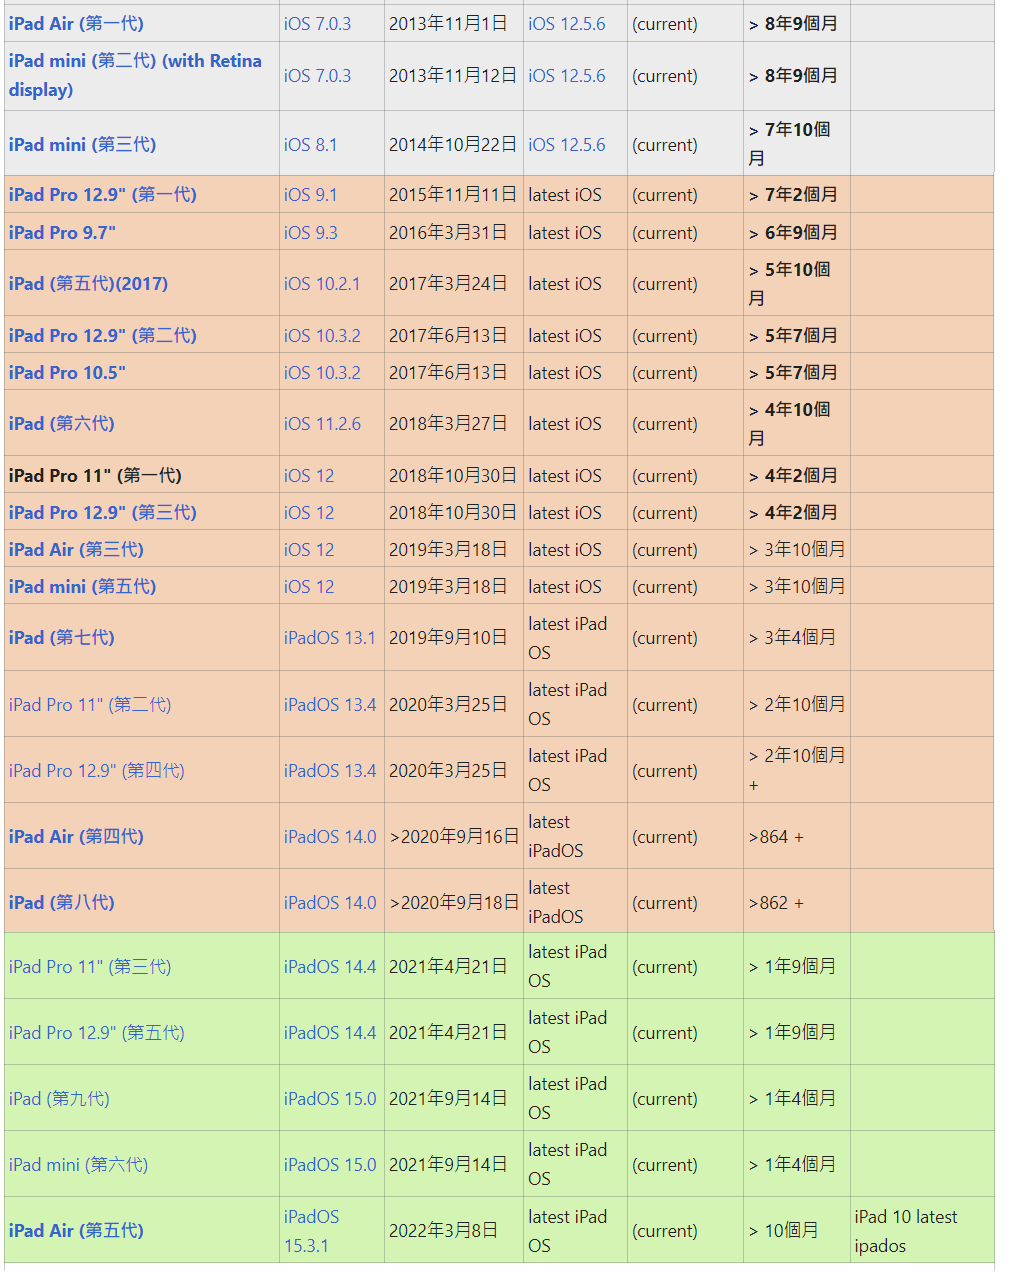 iPad Air (第一代) iOS 7.0.3 2013年11月1日 iOS 12.5.6 (current) > 8年9個月
iPad mini (第二代) (with Retina
display) iOS 7.0.3 2013年11月12日 iOS 12.5.6 (current) > 8年9個月
iPad mini (第三代) iOS 8.1 2014年10月22日 iOS 12.5.6 (current) > 7年10個
月
iPad Pro 12.9" (第一代) iOS 9.1 2015年11月11日 latest iOS (current) > 7年2個月
iPad Pro 9.7" iOS 9.3 2016年3月31日 latest iOS (current) > 6年9個月
iPad (第五代)(2017) iOS 10.2.1 2017年3月24日 latest iOS (current) > 5年10個
月
iPad Pro 12.9" (第二代) iOS 10.3.2 2017年6月13日 latest iOS (current) > 5年7個月
iPad Pro 10.5" iOS 10.3.2 2017年6月13日 latest iOS (current) > 5年7個月
iPad (第六代) iOS 11.2.6 2018年3月27日 latest iOS (current) > 4年10個
月
iPad Pro 11" (第一代) iOS 12 2018年10月30日 latest iOS (current) > 4年2個月
iPad Pro 12.9" (第三代) iOS 12 2018年10月30日 latest iOS (current) > 4年2個月
iPad Air (第三代) iOS 12 2019年3月18日 latest iOS (current) > 3年10個月
iPad mini (第五代) iOS 12 2019年3月18日 latest iOS (current) > 3年10個月
iPad (第七代) iPadOS 13.1 2019年9月10日 latest iPad
OS (current) > 3年4個月
iPad Pro 11" (第二代) iPadOS 13.4 2020年3月25日 latest iPad
OS (current) > 2年10個月
iPad Pro 12.9" (第四代) iPadOS 13.4 2020年3月25日 latest iPad
OS (current) > 2年10個月
+
iPad Air (第四代) iPadOS 14.0 >2020年9月16日 latest
iPadOS (current) >864 +
iPad (第八代) iPadOS 14.0 >2020年9月18日 latest
iPadOS (current) >862 +
iPad Pro 11" (第三代) iPadOS 14.4 2021年4月21日 latest iPad
OS (current) > 1年9個月
iPad Pro 12.9" (第五代) iPadOS 14.4 2021年4月21日 latest iPad
OS (current) > 1年9個月
iPad (第九代) iPadOS 15.0 2021年9月14日 latest iPad
OS (current) > 1年4個月
iPad mini (第六代) iPadOS 15.0 2021年9月14日 latest iPad
OS (current) > 1年4個月
iPad Air (第五代) iPadOS
15.3.1 2022年3月8日 latest iPad
OS (current) > 10個月 iPad 10 latest
ipados